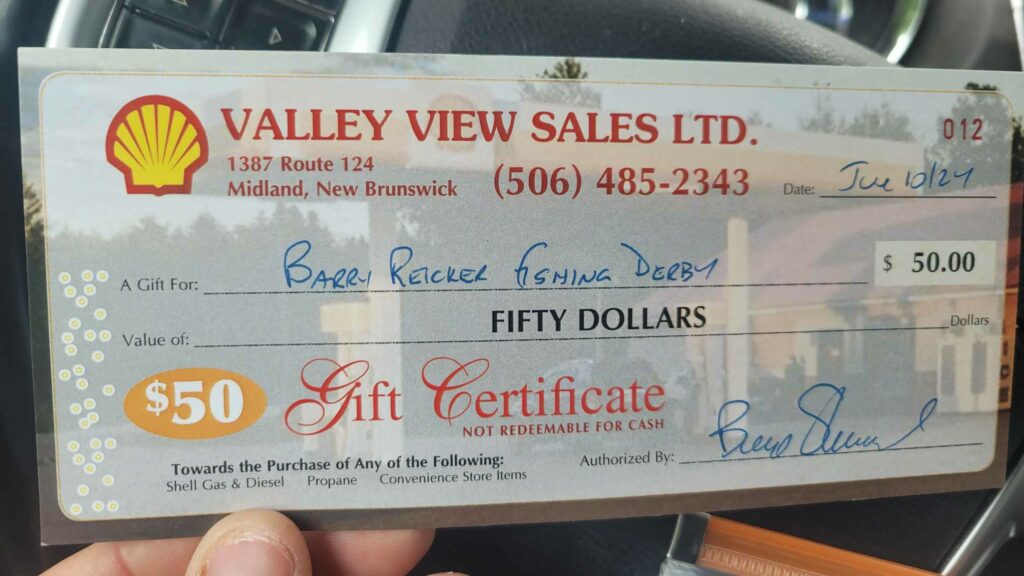 VALLEY VIEW SALES LTD.
012
1387 Route 124
Midland, New Brunswick
(506) 485-2343
Date: Jue 10/24
A Gift For: BARRY REICKER FISHING DERBY
$ 50.00
Value of: FIFTY DOLLARS Dollars
$50
Gift Certificate
NOT REDEEMABLE FOR CASH
Towards the Purchase of Any of the Following:
Shell Gas & Diesel Propane Convenience Store Items
Authorized By: